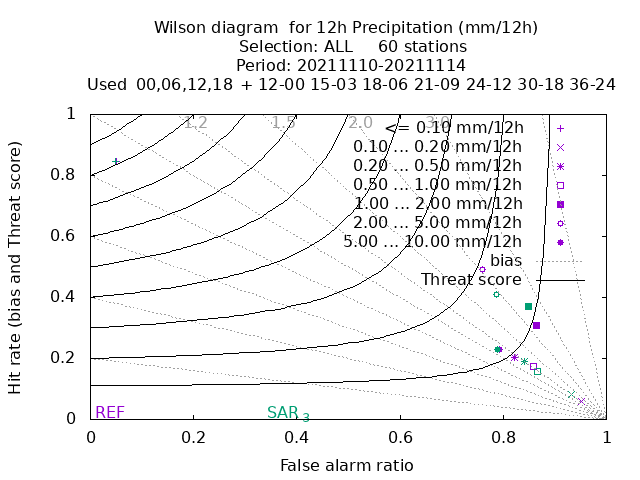 Wilson diagram  for 12h Precipitation (mm/12h)
Selection: ALL     60 stations
Period: 20211110-20211114
Used  00,06,12,18  + 12-00 15-03 18-06 21-09 24-12 30-18 36-24
1
0.8
0.6
0.4
0.2
0
Hit rate (bias and Threat score)
1.2
1.5
2.0
3.0
<= 0.10 mm/12h
0.10 ... 0.20 mm/12h
0.20 ... 0.50 mm/12h
0.50 ... 1.00 mm/12h
1.00 ... 2.00 mm/12h
2.00 ... 5.00 mm/12h
5.00 ... 10.00 mm/12h
bias
Threat score
REF
SAR 3
0 0.2 0.4 0.6 0.8 1
False alarm ratio